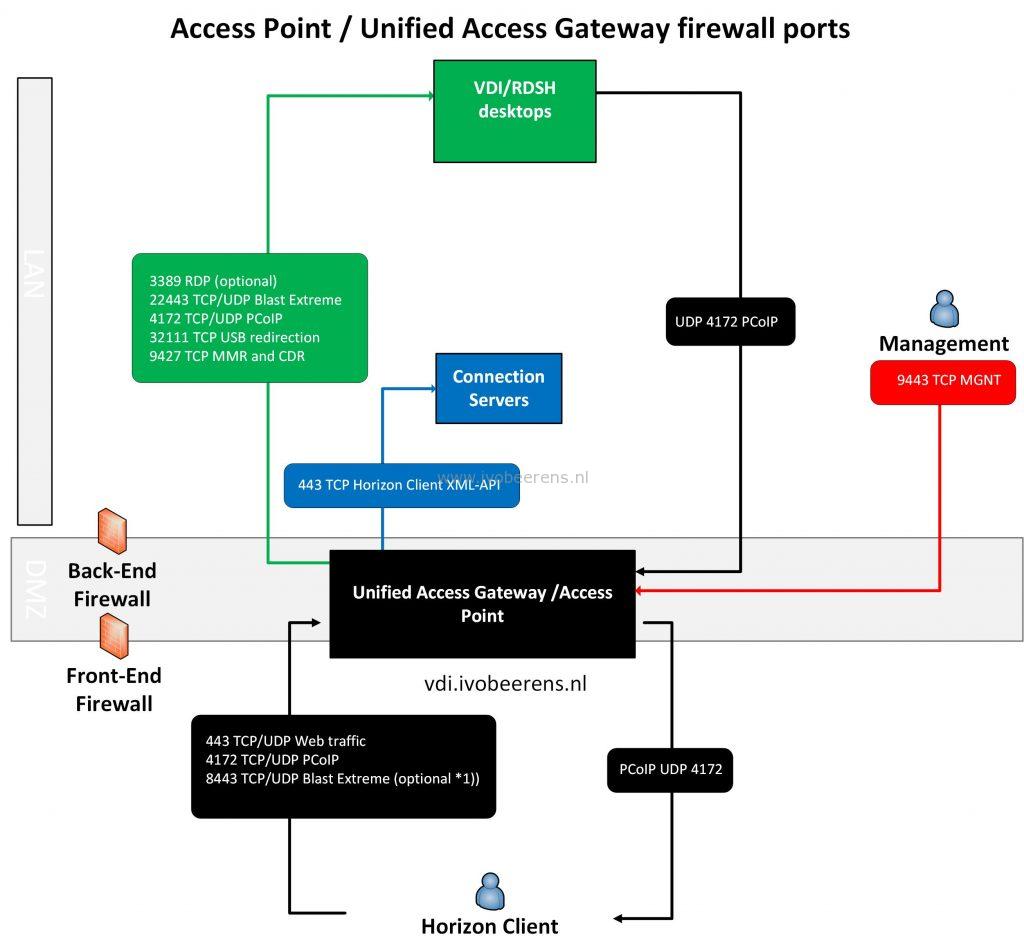 Access Point / Unified Access Gateway firewall ports
VDI/RDSH
desktops
LAN
3389 RDP (optional)
22443 TCP/UDP Blast Extreme
4172 TCP/UDP PCoIP
32111 TCP USB redirection
9427 TCP MMR and CDR
UDP 4172 PCoIP
Management
9443 TCP MGNT
Connection
Servers
www.ivobeerens.nl
443 TCP Horizon Client XML-API
DMZ
Back-End
Firewall
Unified Access Gateway /Access
Point
Front-End
Firewall
vdi.ivobeerens.nl
443 TCP/UDP Web traffic
4172 TCP/UDP PCoIP
8443 TCP/UDP Blast Extreme (optional *1))
PCoIP UDP 4172
Horizon Client